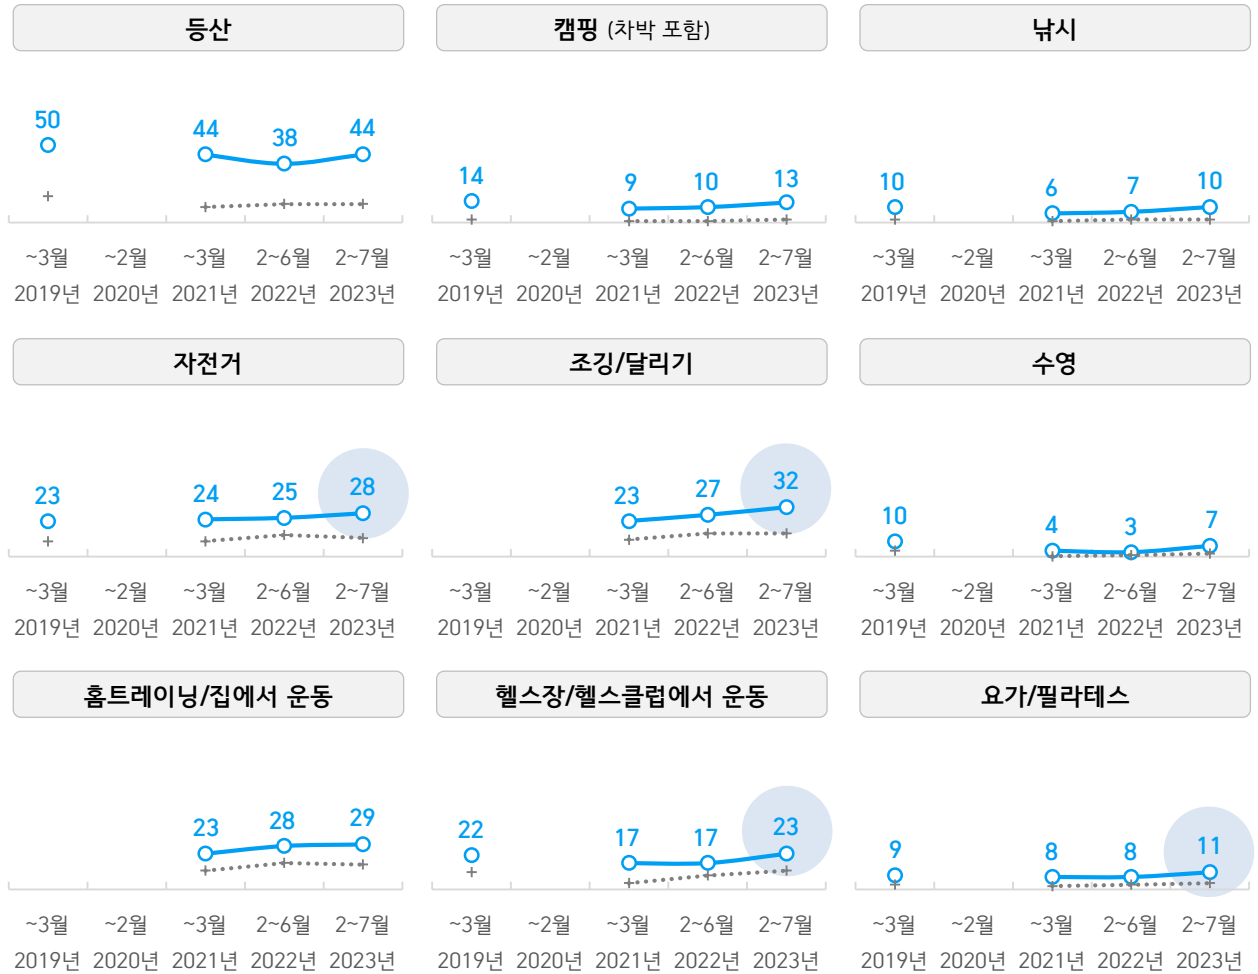 등산
50
44
38
44
~3월 ~2월 ~3월 2~6월 2~7월
2019년 2020년 2021년 2022년 2023년
캠핑 (차박 포함)
14
9
10
13
~3월 ~2월 ~3월 2~6월 2~7월
2019년 2020년 2021년 2022년 2023년
낚시
10
6
7
10
~3월 ~2월 ~3월 2~6월 2~7월
2019년 2020년 2021년 2022년 2023년
자전거
23
24
25
28
~3월 ~2월 ~3월 2~6월 2~7월
2019년 2020년 2021년 2022년 2023년
조깅/달리기
23
27
32
~3월 ~2월 ~3월 2~6월 2~7월
2019년 2020년 2021년 2022년 2023년
수영
10
4
3
7
~3월 ~2월 ~3월 2~6월 2~7월
2019년 2020년 2021년 2022년 2023년
홈트레이닝/집에서 운동
23
28
29
~3월 ~2월 ~3월 2~6월 2~7월
2019년 2020년 2021년 2022년 2023년
헬스장/헬스클럽에서 운동
22
17
17
23
~3월 ~2월 ~3월 2~6월 2~7월
2019년 2020년 2021년 2022년 2023년
요가/필라테스
9
8
8
11
~3월 ~2월 ~3월 2~6월 2~7월
2019년 2020년 2021년 2022년 2023년